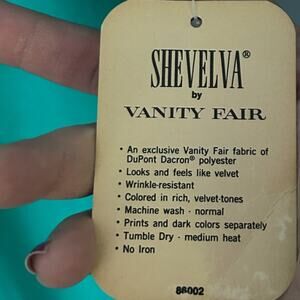 SHEVELVA®
by
VANITY FAIR
• An exclusive Vanity Fair fabric of
DuPont Dacron® polyester
• Looks and feels like velvet
• Wrinkle-resistant
• Colored in rich, velvet-tones
• Machine wash - normal
• Prints and dark colors separately
• Tumble Dry - medium heat
• No Iron
86002